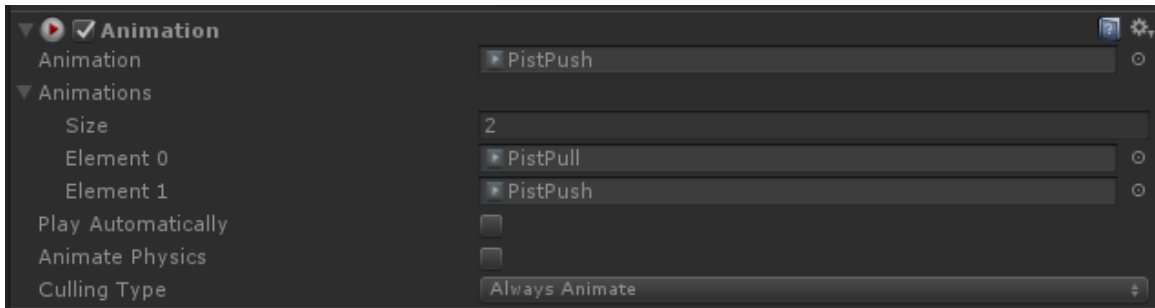 Animation
Animation PistPush
Animations
Size 2
Element 0 PistPull
Element 1 PistPush
Play Automatically
Animate Physics
Culling Type Always Animate